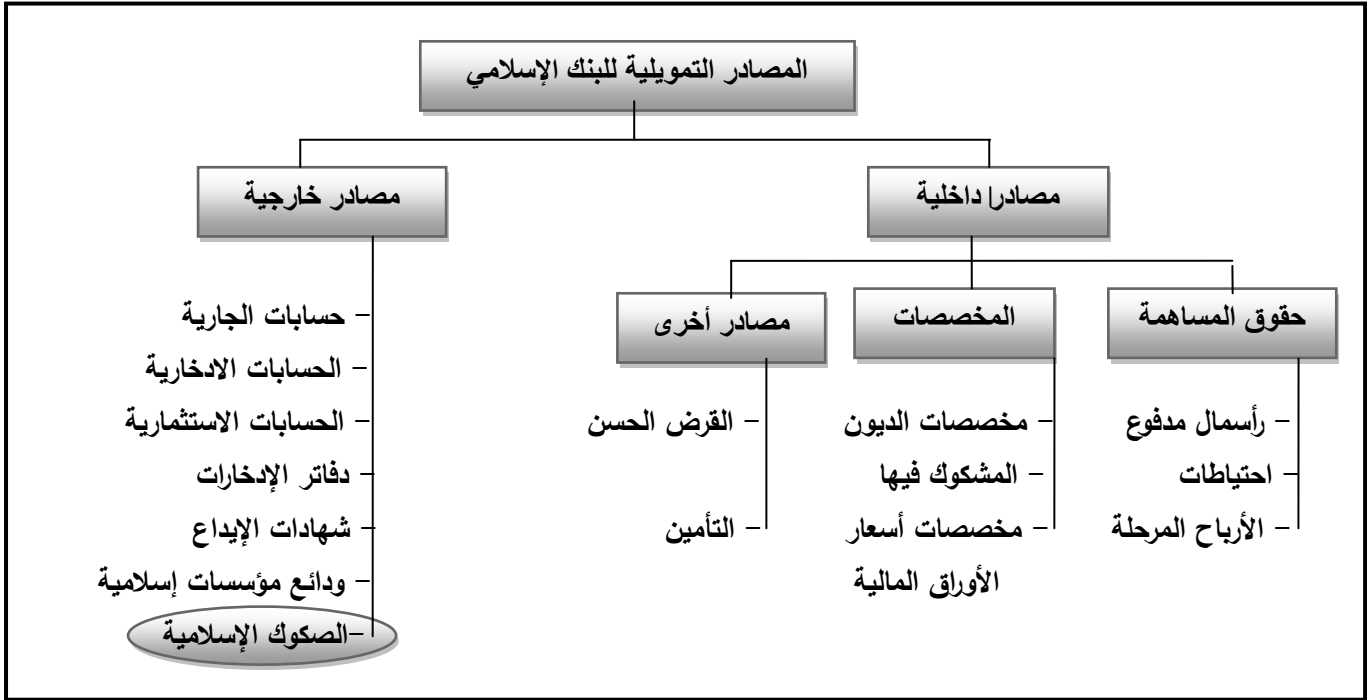 المصادر التمويلية للبنك الإسلامي
مصادرا داخلية
مصادر خارجية
حقوق المساهمة
المخصصات
مصادر أخرى
- رأسمال مدفوع
- احتياطات
- الأرباح المرحلة
- مخصصات الديون
- المشكوك فيها
- مخصصات أسعار
الأوراق المالية
- القرض الحسن
- التأمين
- حسابات الجارية
- الحسابات الادخارية
- الحسابات الاستثمارية
- دفاتر الإدخارات
- شهادات الإيداع
- ودائع مؤسسات إسلامية
-الصكوك الإسلامية